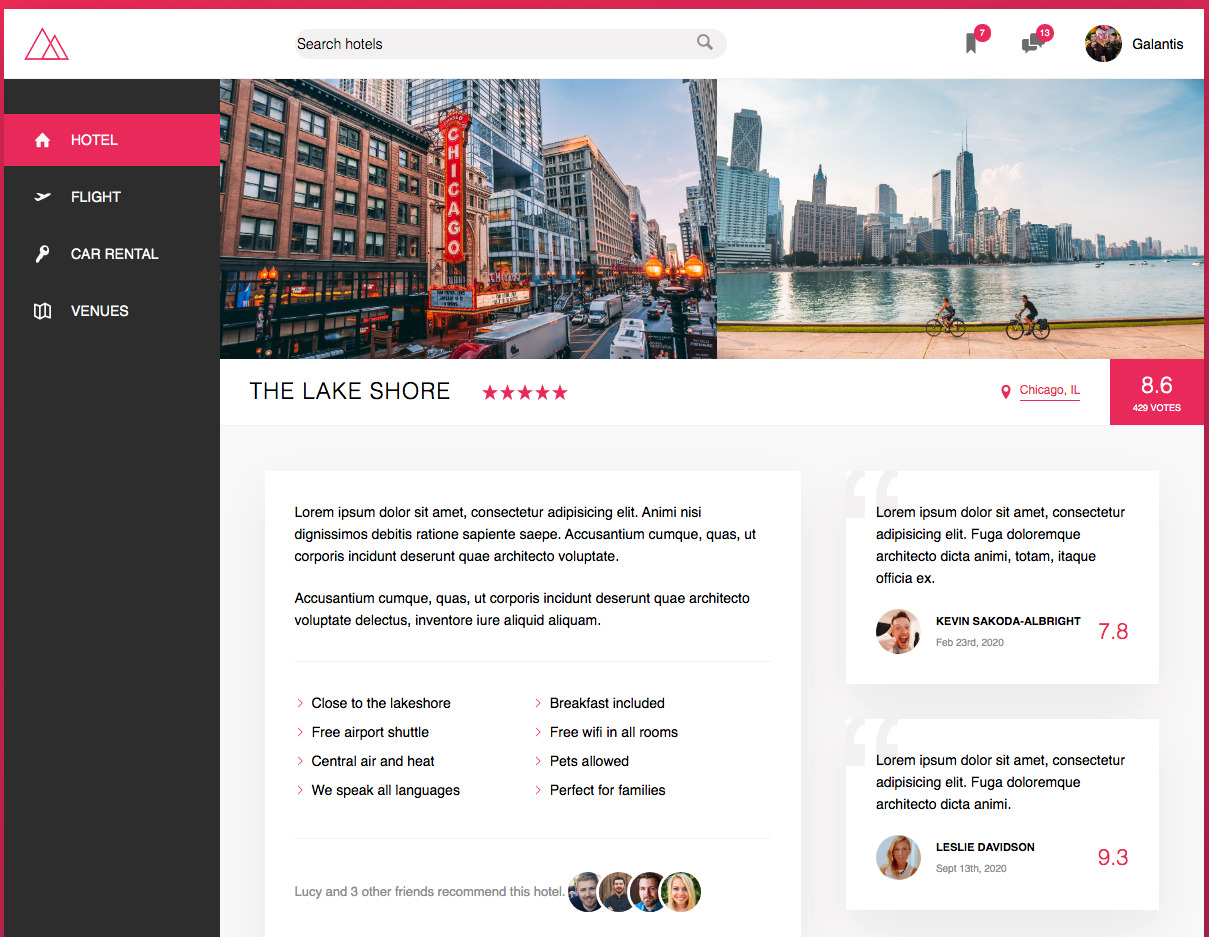 Search hotels
7
13
Galantis
HOTEL
FLIGHT
CAR RENTAL
VENUES
CHICAGO
CHICAGO
THE LAKE SHORE
Chicago, IL
8.6
429 VOTES
Lorem ipsum dolor sit amet, consectetur adipisicing elit. Animi nisi
dignissimos debitis ratione sapiente saepe. Accusantium cumque, quas, ut
corporis incidunt deserunt quae architecto voluptate.
Accusantium cumque, quas, ut corporis incidunt deserunt quae architecto
voluptate delectus, inventore iure aliquid aliquam.
Close to the lakeshore
Free airport shuttle
Central air and heat
We speak all languages
Breakfast included
Free wifi in all rooms
Pets allowed
Perfect for families
Lucy and 3 other friends recommend this hotel.
“
Lorem ipsum dolor sit amet, consectetur
adipisicing elit. Fuga doloremque
architecto dicta animi, totam, itaque
officia ex.
KEVIN SAKODA-ALBRIGHT
Feb 23rd, 2020
7.8
“
Lorem ipsum dolor sit amet, consectetur
adipisicing elit. Fuga doloremque
architecto dicta animi.
LESLIE DAVIDSON
Sept 13th, 2020
9.3